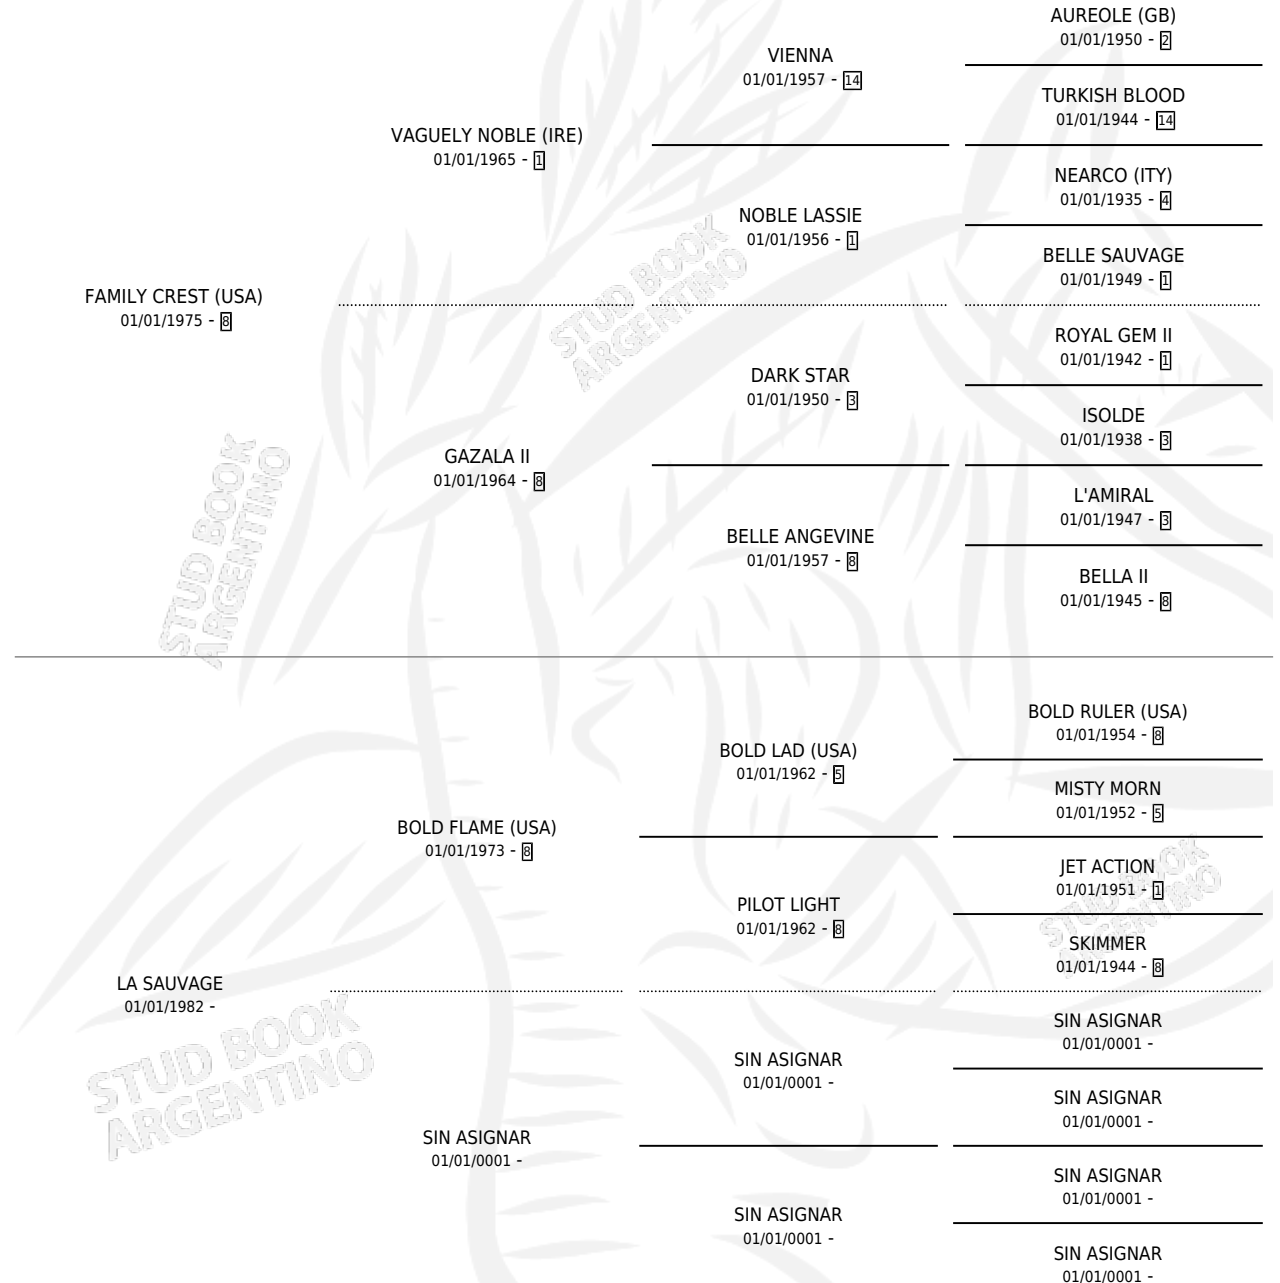 AUREOLE (GB)
01/01/1950 - 2
VIENNA
01/01/1957 - 14
TURKISH BLOOD
01/01/1944 - 14
VAGUELY NOBLE (IRE)
01/01/1965 - 1
NEARCO (ITY)
01/01/1935 - 4
NOBLE LASSIE
01/01/1956 - 1
BELLE SAUVAGE
01/01/1949 - 1
FAMILY CREST (USA)
01/01/1975 - 8
ROYAL GEM II
01/01/1942 - 1
DARK STAR
01/01/1950 - 3
ISOLDE
01/01/1938 - 3
GAZALA II
01/01/1964 - 8
L'AMIRAL
01/01/1947 - 3
BELLE ANGEVINE
01/01/1957 - 8
BELLA II
01/01/1945 - 8
BOLD RULER (USA)
01/01/1954 - 8
BOLD LAD (USA)
01/01/1962 - 5
MISTY MORN
01/01/1952 - 5
BOLD FLAME (USA)
01/01/1973 - 8
JET ACTION
01/01/1951 - 1
PILOT LIGHT
01/01/1962 - 8
SKIMMER
01/01/1944 - 8
LA SAUVAGE
01/01/1982 -
SIN ASIGNAR
01/01/0001 -
SIN ASIGNAR
01/01/0001 -
SIN ASIGNAR
01/01/0001 -
SIN ASIGNAR
01/01/0001 -
SIN ASIGNAR
01/01/0001 -
SIN ASIGNAR
01/01/0001 -
SIN ASIGNAR
01/01/0001 -
STUD BOOK
ARGENTINO
STUD BOOK
ARGENTINO
STUD BOOK
ARGENTINO
STUD BOOK
ARGENTINO